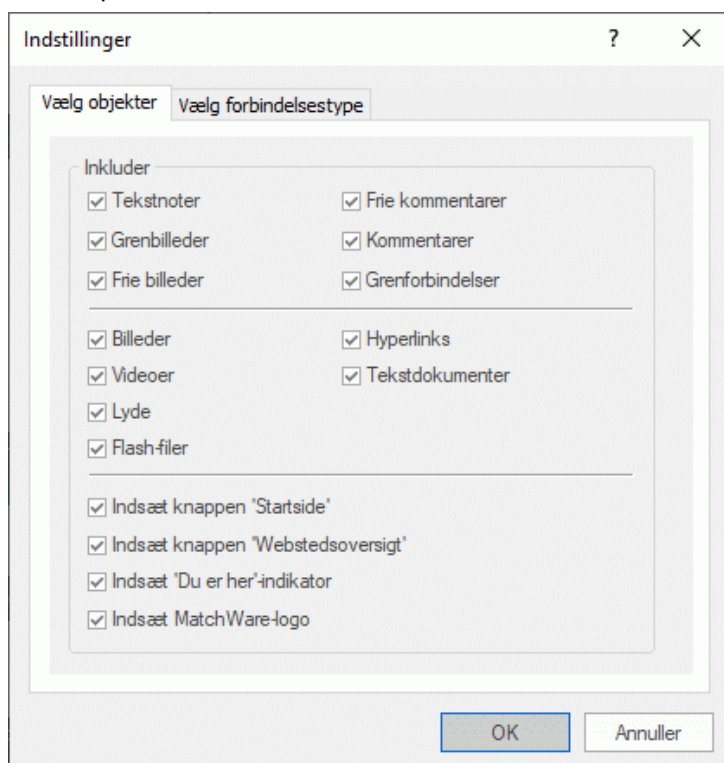 Indstillinger ?
Vælg objekter Vælg forbindelsestype
Inkluder
Tekstnoter Frie kommentarer
Grenbilleder Kommentarer
Frie billeder Grenforbindelser
Billeder Hyperlinks
Videoer Tekstdokumenter
Lyde
Flash-filer
Indsæt knappen 'Startside'
Indsæt knappen 'Webstedsoversigt'
Indsæt 'Du er her'-indikator
Indsæt MatchWare-logo
OK Annuller